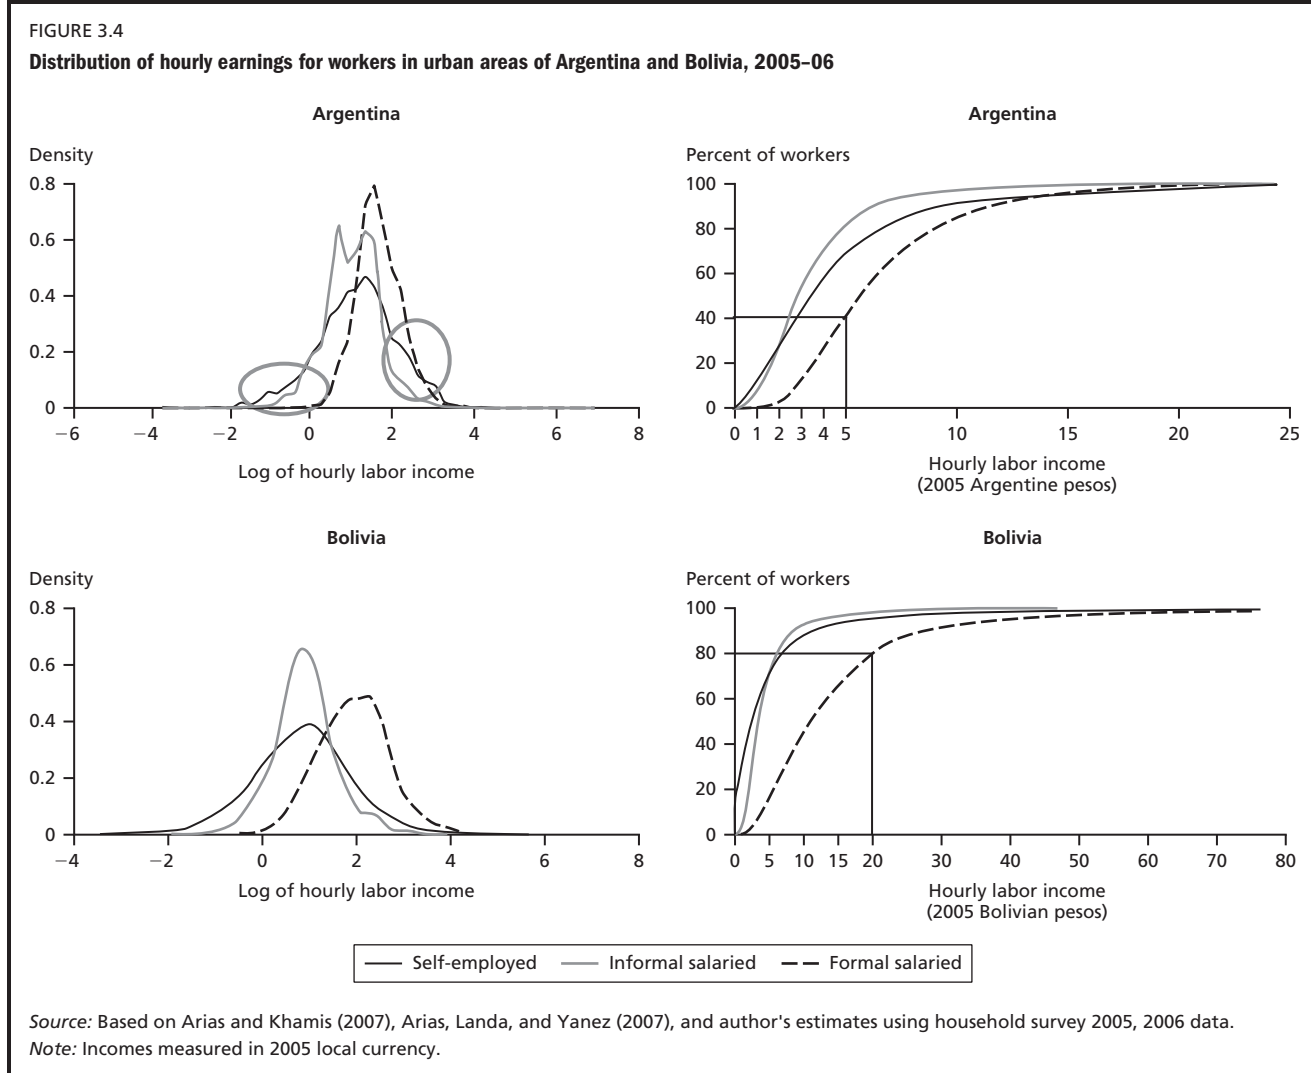 FIGURE 3.4
Distribution of hourly earnings for workers in urban areas of Argentina and Bolivia, 2005–06
Argentina
Density
0.8
0.6
0.4
0.2
0
−6 −4 −2 0 2 4 6 8
Log of hourly labor income
Argentina
Percent of workers
100
80
60
40
20
0
0 1 2 3 4 5 10 15 20 25
Hourly labor income
(2005 Argentine pesos)
Bolivia
Density
0.8
0.6
0.4
0.2
0
−4 −2 0 2 4 6 8
Log of hourly labor income
Bolivia
Percent of workers
100
80
60
40
20
0
0 5 10 15 20 30 40 50 60 70 80
Hourly labor income
(2005 Bolivian pesos)
Self-employed Informal salaried Formal salaried
Source: Based on Arias and Khamis (2007), Arias, Landa, and Yanez (2007), and author's estimates using household survey 2005, 2006 data.
Note: Incomes measured in 2005 local currency.